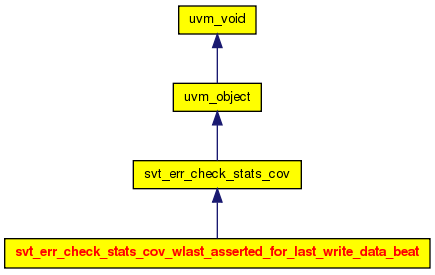 uvm_void
uvm_object
svt_err_check_stats_cov
svt_err_check_stats_cov_wlast_asserted_for_last_write_data_beat